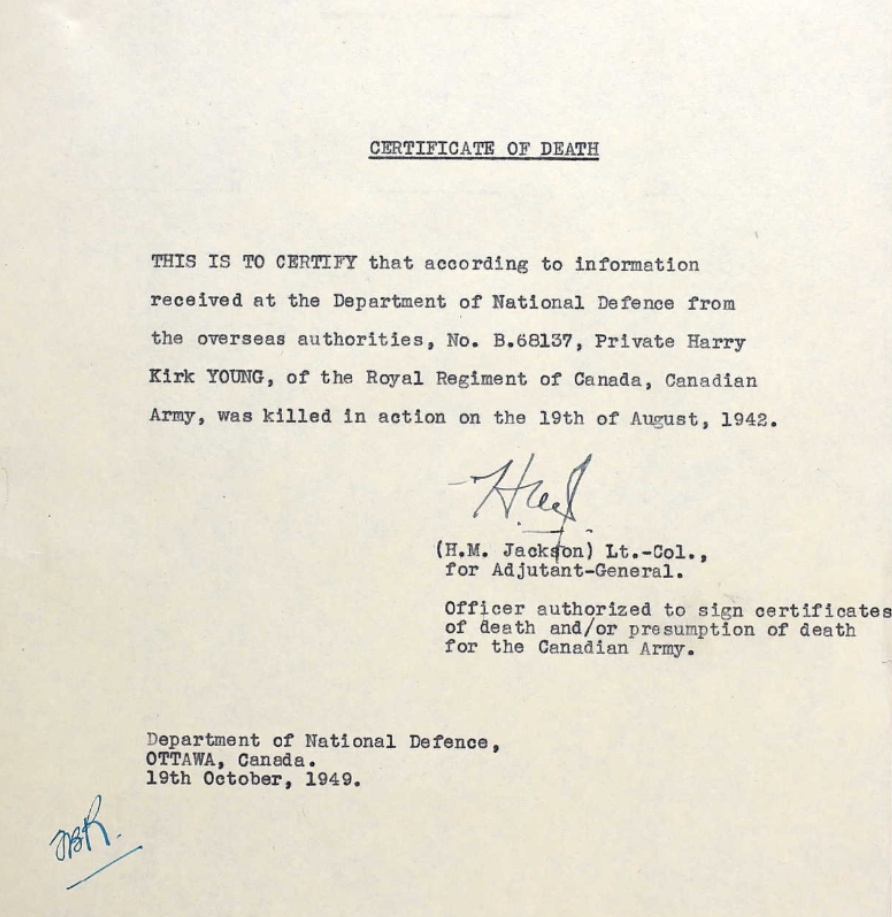 CERTIFICATE OF DEATH
THIS IS TO CERTIFY that according to information
received at the Department of National Defence from
the overseas authorities, No. B.68137, Private Harry
Kirk YOUNG, of the Royal Regiment of Canada, Canadian
Army, was killed in action on the 19th of August, 1942.
(H.M. Jackson) Lt.-Col.,
for Adjutant-General.
Officer authorized to sign certificates
of death and/or presumption of death
for the Canadian Army.
Department of National Defence,
OTTAWA, Canada.
19th October, 1949.